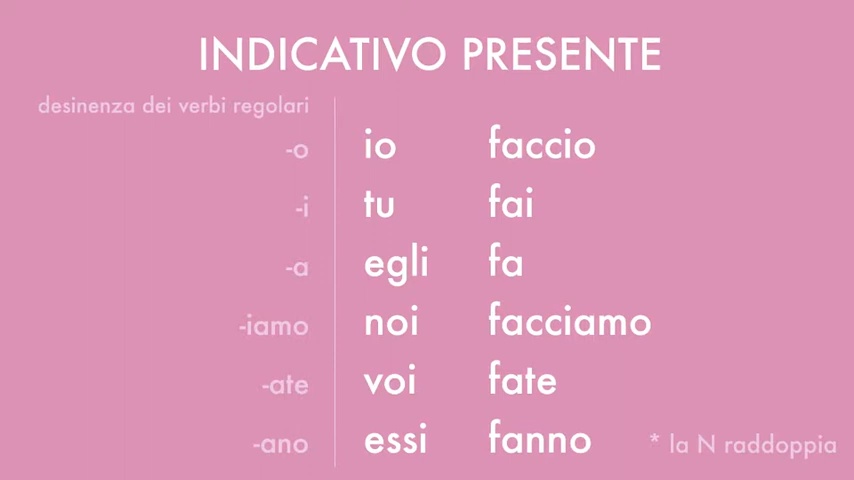 INDICATIVO PRESENTE
desinenza dei verbi regolari
-o io faccio
-i tu fai
-a egli fa
-iamo noi facciamo
-ate voi fate
-ano essi fanno * la N raddoppia